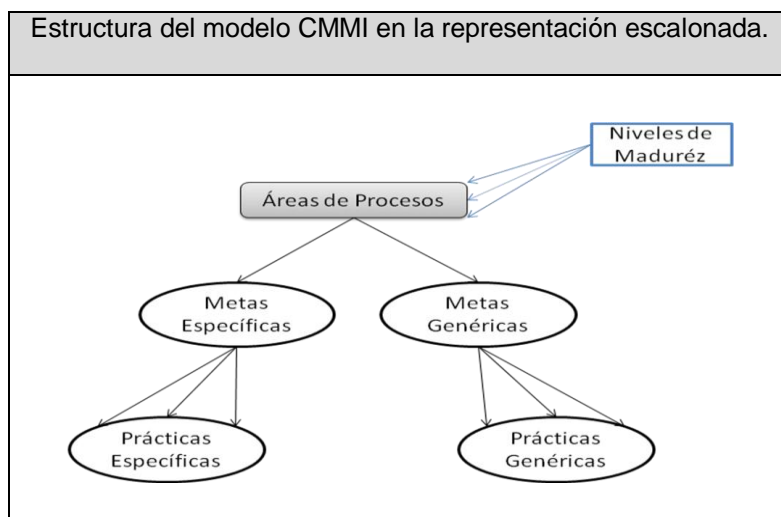 Estructura del modelo CMMI en la representación escalonada.
Niveles de
Maduréz
Áreas de Procesos
Metas
Específicas
Metas
Genéricas
Prácticas
Específicas
Prácticas
Genéricas